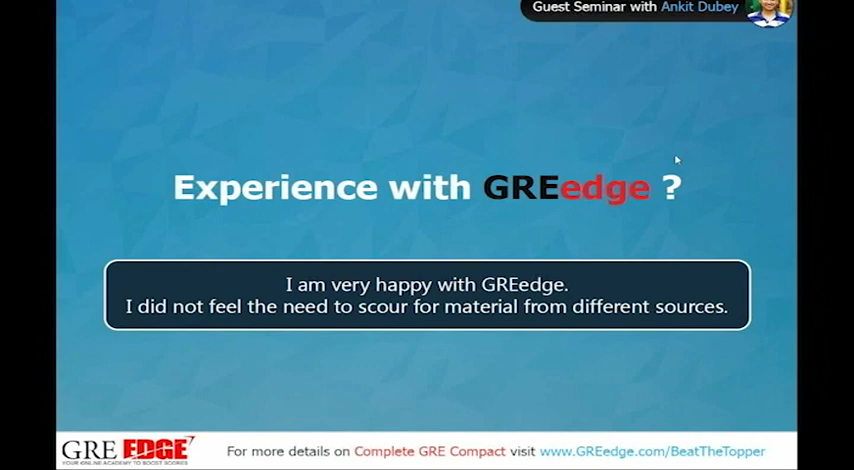 Guest Seminar with Ankit Dubey
Experience with GREedge ?
I am very happy with GREedge.
I did not feel the need to scour for material from different sources.
GRE EDGE
YOUR ONLINE ACADEMY TO BOOST SCORES
For more details on Complete GRE Compact visit www.GREedge.com/BeatTheTopper